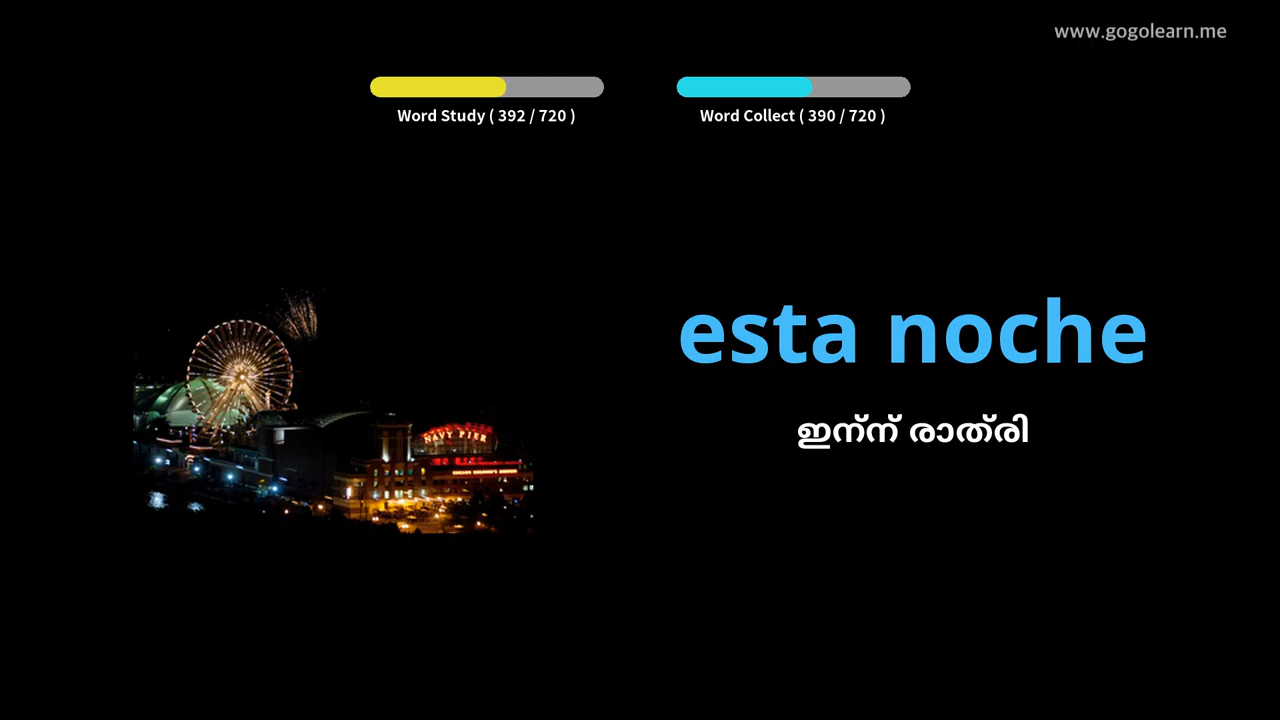 www.gogolearn.me
Word Study ( 392 / 720 )
Word Collect ( 390 / 720 )
esta noche
ഇന്ന് രാത്രി
NAVY PIER